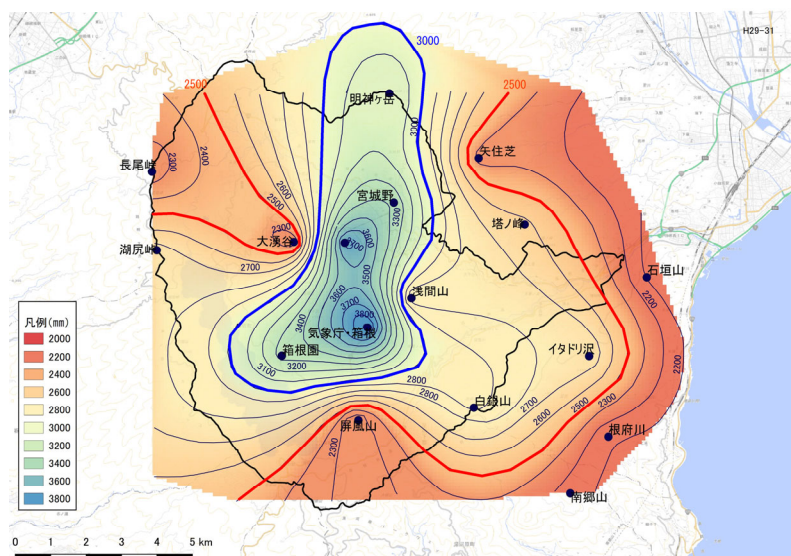 H29-31
3000
2500
2500
明神ヶ岳
3000
矢住芝
2300
2400
長尾峠
2600
2500
宮城野
3300
塔ノ峰
2300
大涌谷
3600
湖尻峠
2700
3500
石垣山
2200
3600
浅間山
3700
3800
3400
気象庁・箱根
箱根園
イタドリ沢
3100
3200
2200
2800
2800
2700
2500
2300
2600
白銀山
屏風山
2300
根府川
南郷山
凡例(mm)
2000
2200
2400
2600
2800
3000
3200
3400
3600
3800
0 1 2 3 4 5 km